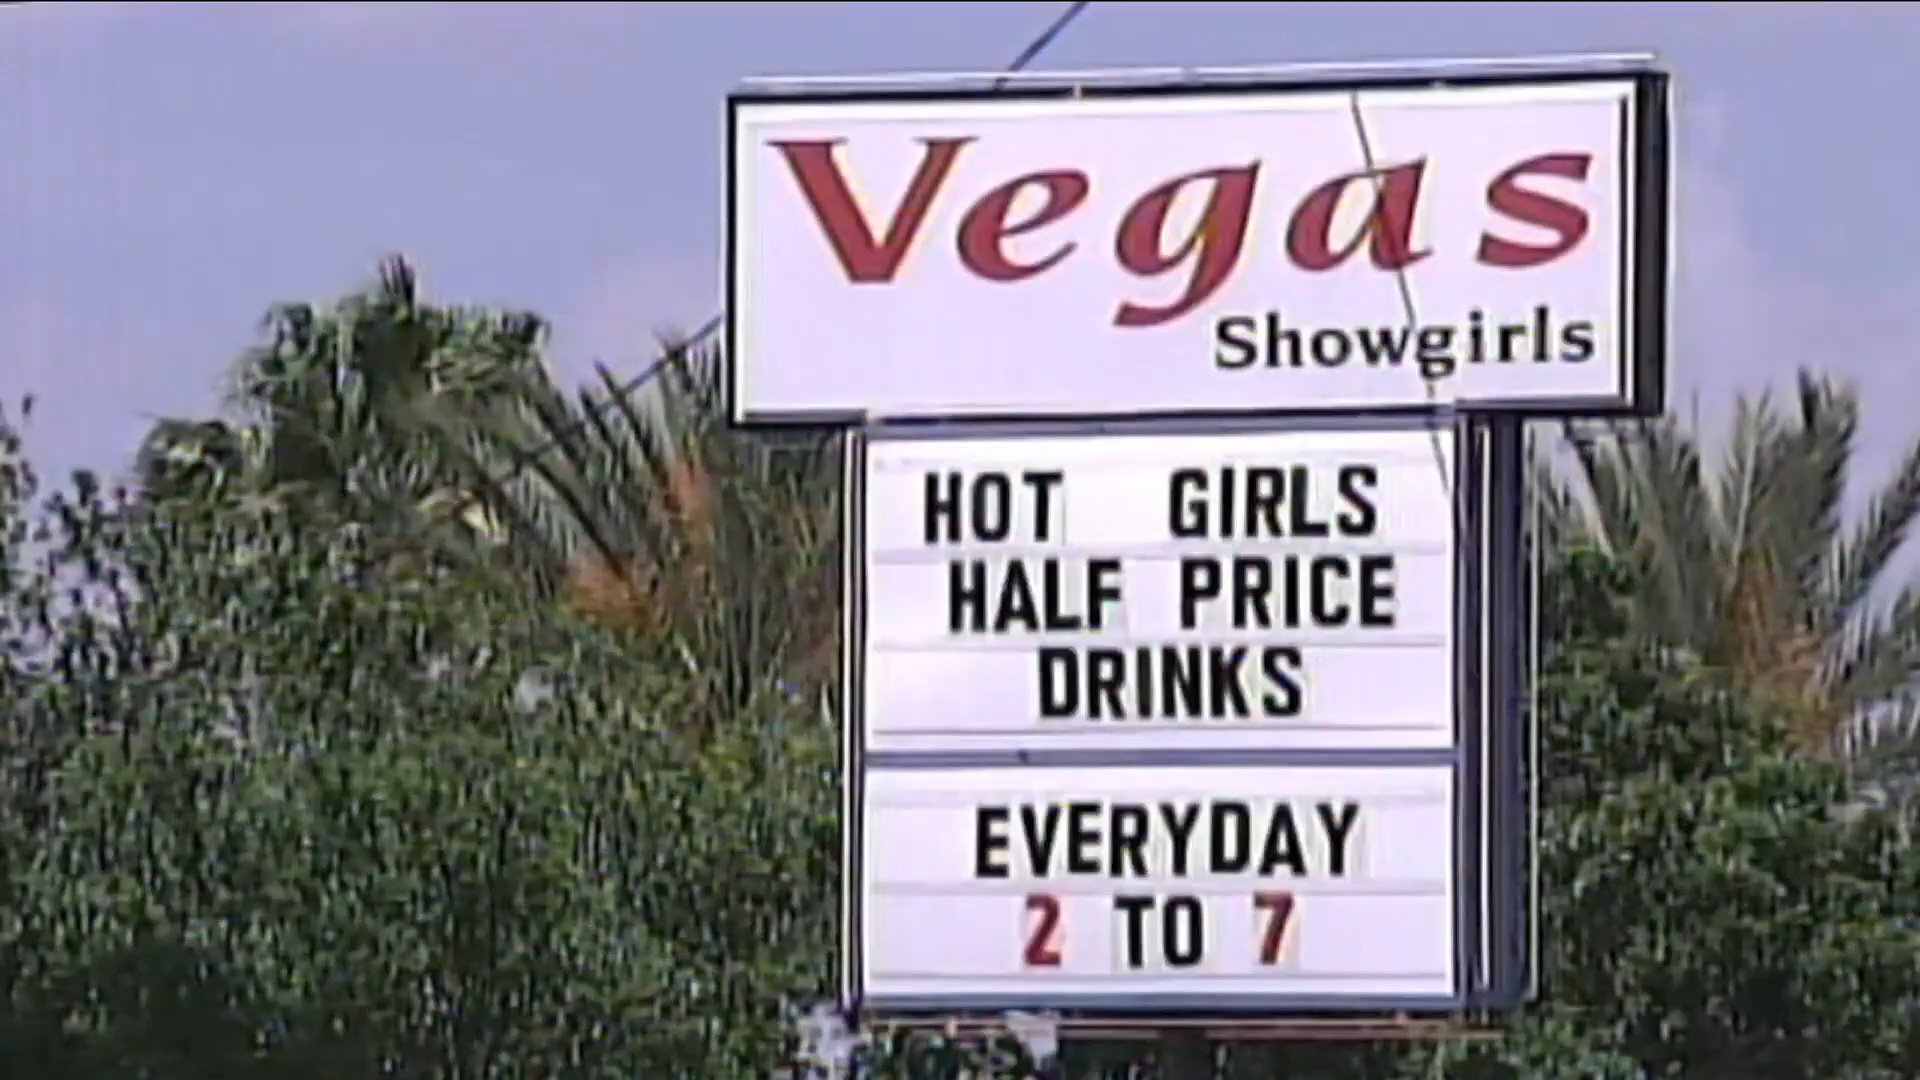 Vegas
Showgirls
HOT GIRLS
HALF PRICE
DRINKS
EVERYDAY
2 TO 7